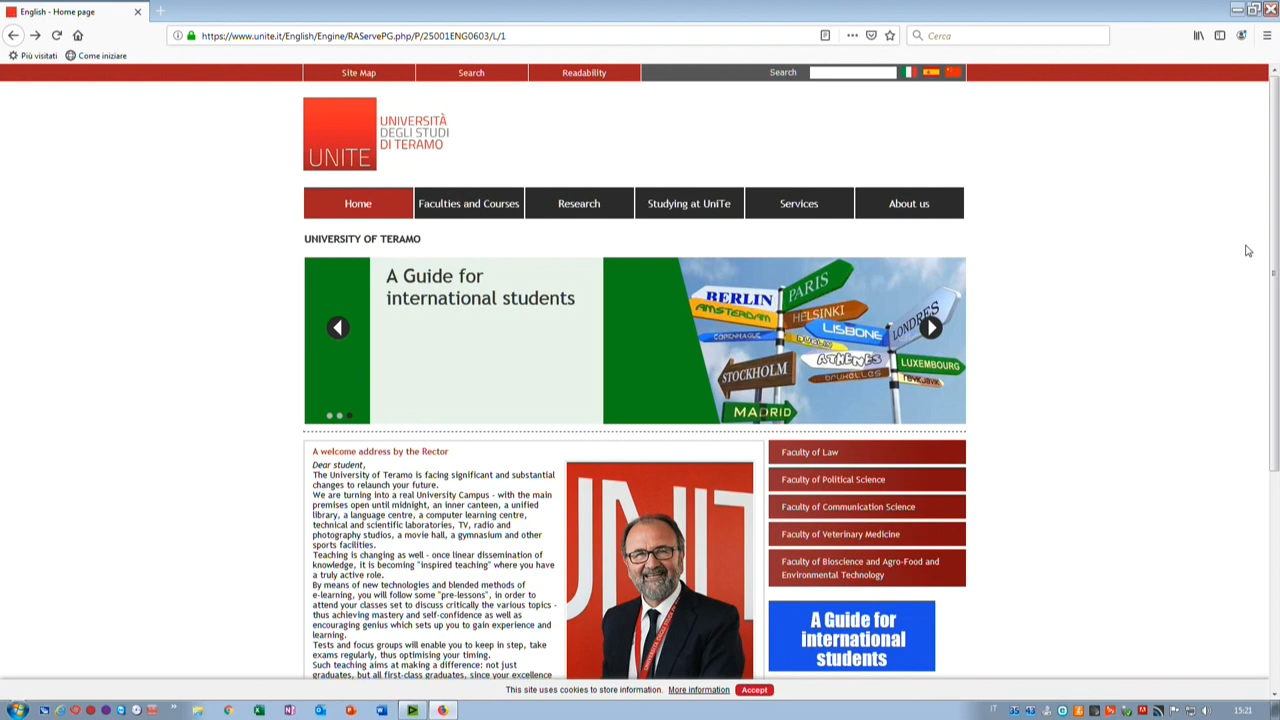 English - Home page
https://www.unite.it/English/Engine/RAServePG.php/P/25001ENG0603/L/1
Cerca
Più visitati
Come iniziare
Site Map
Search
Readability
Search
UNITE
UNIVERSITÀ
DEGLI STUDI
DI TERAMO
Home
Faculties and Courses
Research
Studying at UniTe
Services
About us
UNIVERSITY OF TERAMO
A Guide for
international students
BERLIN
PARIS
AMSTERDAM
HELSINKI
LONDRES
COPENHAGUE
LISBONE
DUBLIN
ATHENES
LUXEMBOURG
STOCKHOLM
BRUXELLES
REYKJAVIK
MADRID
A welcome address by the Rector
Dear student,
The University of Teramo is facing significant and substantial
changes to relaunch your future.
We are turning into a real University Campus - with the main
premises open until midnight, an inner canteen, a unified
library, a language centre, a computer learning centre,
technical and scientific laboratories, TV, radio and
photography studios, a movie hall, a gymnasium and other
sports facilities.
Teaching is changing as well - once linear dissemination of
knowledge, it is becoming "inspired teaching" where you have
a truly active role.
By means of new technologies and blended methods of
e-learning, you will follow some "pre-lessons", in order to
attend your classes set to discuss critically the various topics -
thus achieving mastery and self-confidence as well as
encouraging genius which sets up you to gain experience and
learning.
Tests and focus groups will enable you to keep in step, take
exams regularly, thus optimising your timing.
Such teaching aims at making a difference: not just
graduates, but all first-class graduates, since your excellence
UNIT
Faculty of Law
Faculty of Political Science
Faculty of Communication Science
Faculty of Veterinary Medicine
Faculty of Bioscience and Agro-Food and
Environmental Technology
A Guide for
international
students
This site uses cookies to store information. More information Accept
IT
15:21